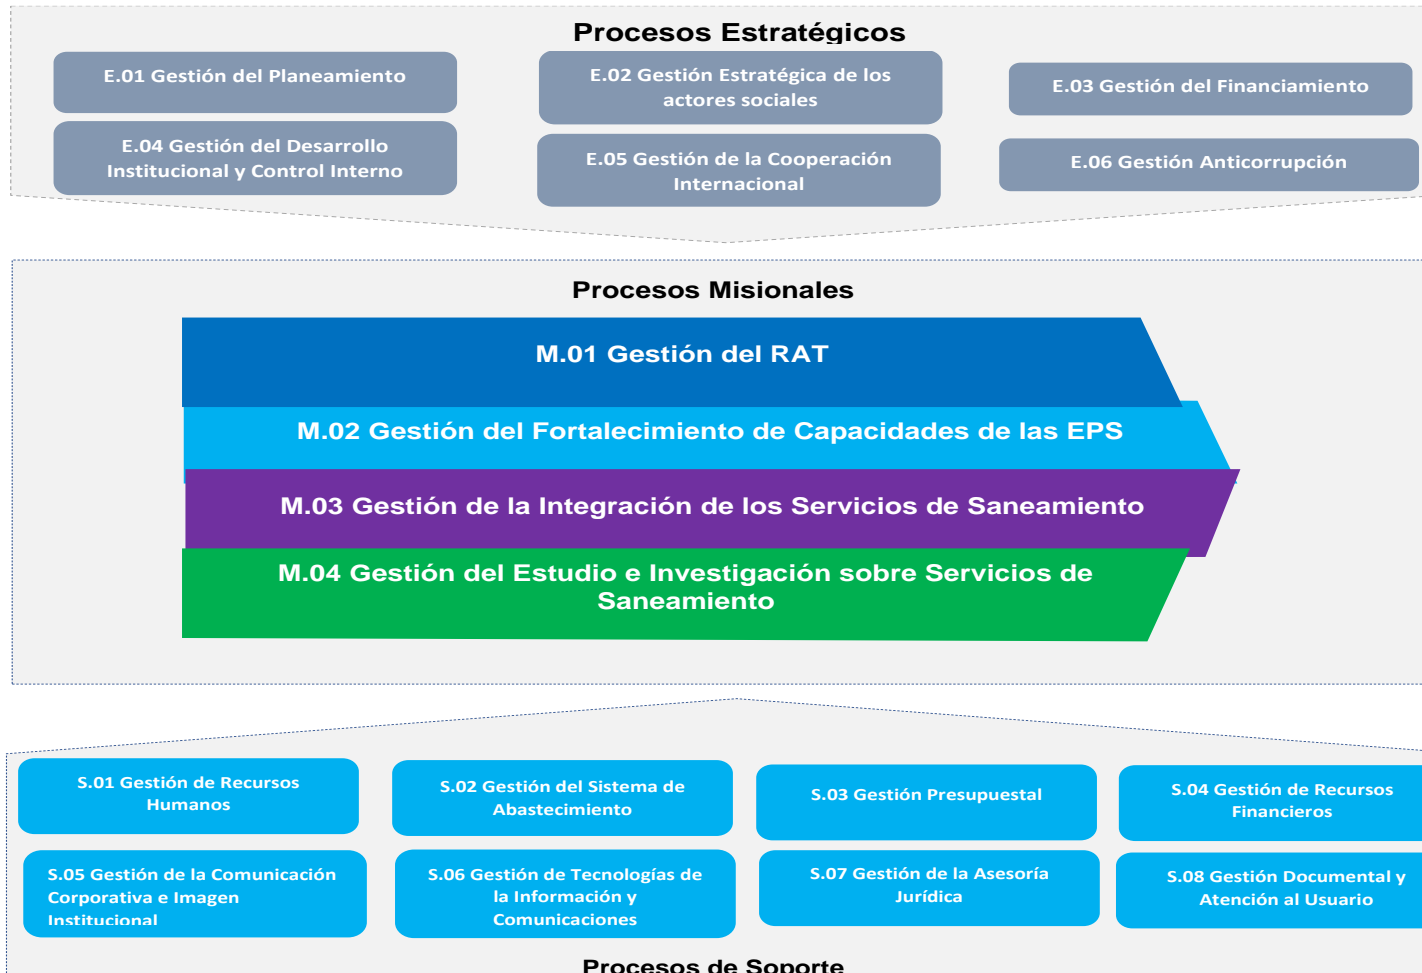 Procesos Estratégicos
E.01 Gestión del Planeamiento
E.02 Gestión Estratégica de los
actores sociales
E.03 Gestión del Financiamiento
E.04 Gestión del Desarrollo
Institucional y Control Interno
E.05 Gestión de la Cooperación
Internacional
E.06 Gestión Anticorrupción
Procesos Misionales
M.01 Gestión del RAT
M.02 Gestión del Fortalecimiento de Capacidades de las EPS
M.03 Gestión de la Integración de los Servicios de Saneamiento
M.04 Gestión del Estudio e Investigación sobre Servicios de
Saneamiento
S.01 Gestión de Recursos
Humanos
S.02 Gestión del Sistema de
Abastecimiento
S.03 Gestión Presupuestal
S.04 Gestión de Recursos
Financieros
S.05 Gestión de la Comunicación
Corporativa e Imagen
Institucional
S.06 Gestión de Tecnologías de
la Información y
Comunicaciones
S.07 Gestión de la Asesoría
Jurídica
S.08 Gestión Documental y
Atención al Usuario
Procesos de Soporte